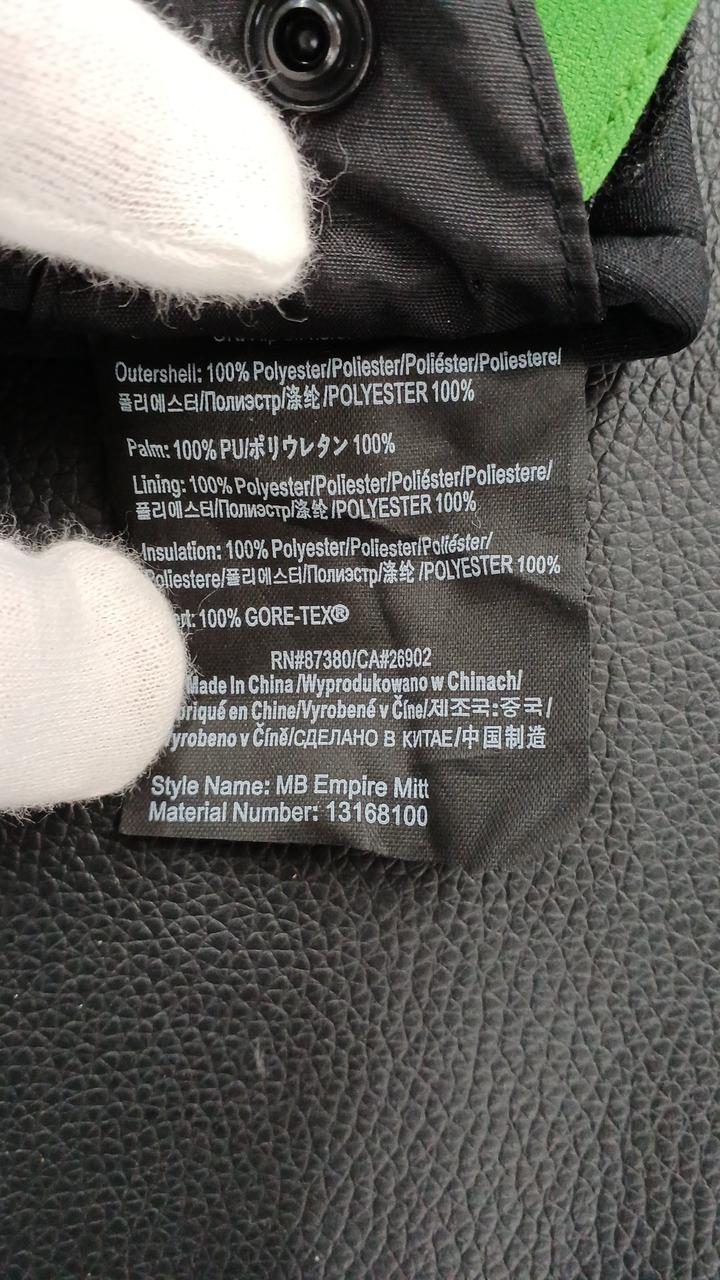 Outershell: 100% Polyester/Poliester/Poliéster/Poliestere/
폴리에스터/Полиэстр/涤纶/POLYESTER 100%
Palm: 100% PU/ポリウレタン 100%
Lining: 100% Polyester/Poliester/Poliéster/Poliestere/
폴리에스터/Полиэстр/涤纶/POLYESTER 100%
Insulation: 100% Polyester/Poliester/Poliéster/
Poliestere/폴리에스터/Полиэстр/涤纶/POLYESTER 100%
100% GORE-TEX®
RN#87380/CA#26902
Made In China/Wyprodukowano w Chinach/
en Chine/Vyrobené v Číne/제조국:중국/
v Číně/СДЕЛАНО В КИТАЕ/中国制造
Style Name: MB Empire Mitt
Material Number: 13168100